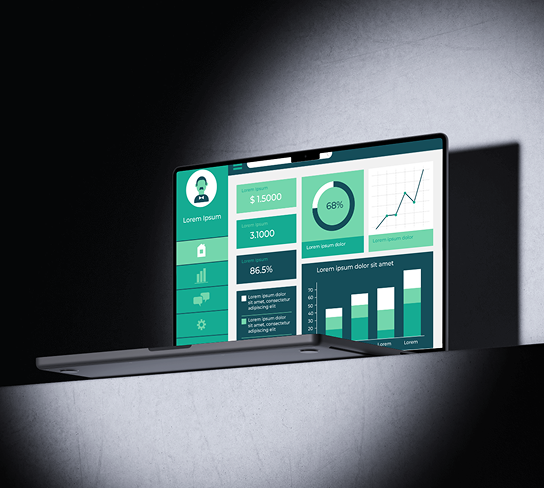 Lorem Ipsum
Lorem ipsum
$ 1.5000
Lorem ipsum
3.1000
Lorem ipsum
86.5%
68%
Lorem ipsum dolor
Lorem ipsum dolor
Lorem ipsum dolor
sit amet, consectetur
adipiscing elit
Lorem ipsum dolor
sit amet, consectetur
adipiscing elit
Lorem ipsum dolor sit amet
70
60
50
40
30
20
Lorem
Lorem